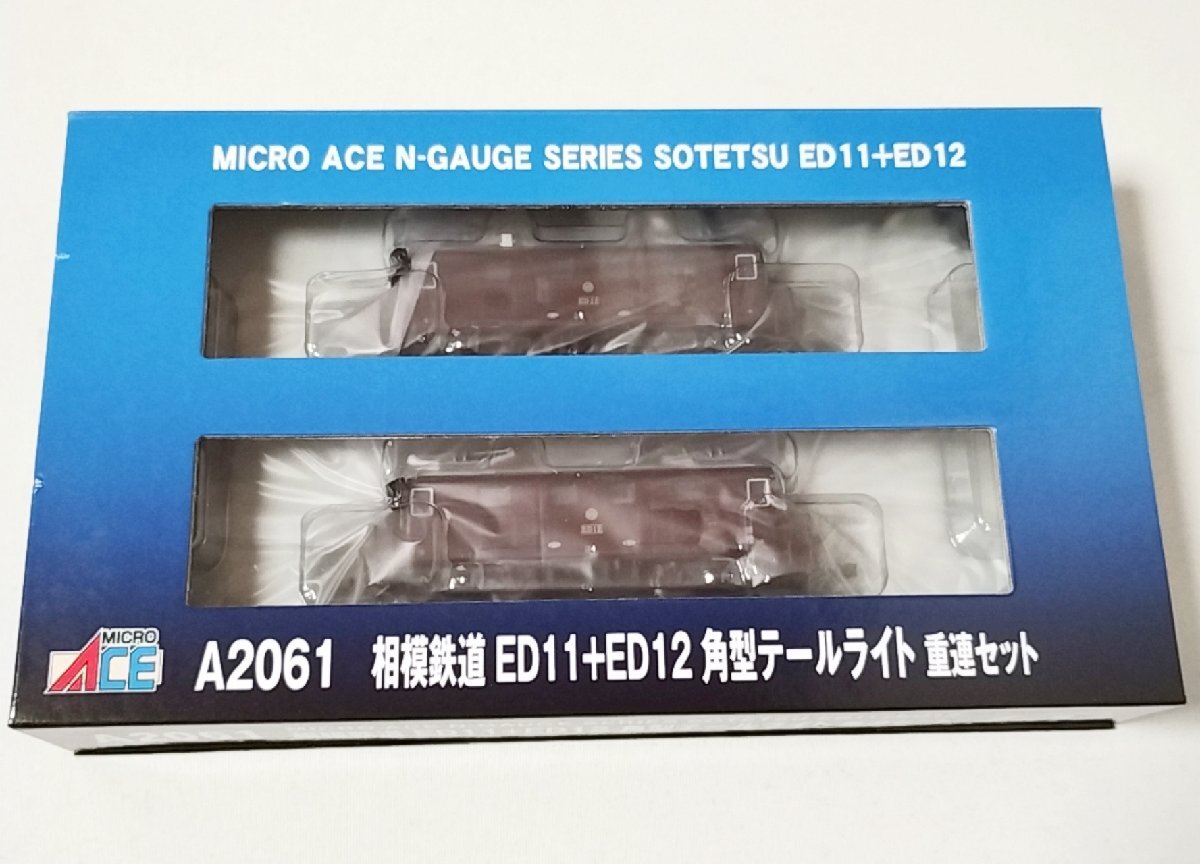 MICRO ACE N-GAUGE SERIES SOTETSU ED11+ED12
MICRO ACE
A2061 相模鉄道 ED11+ED12 角型テールライト 重連セット